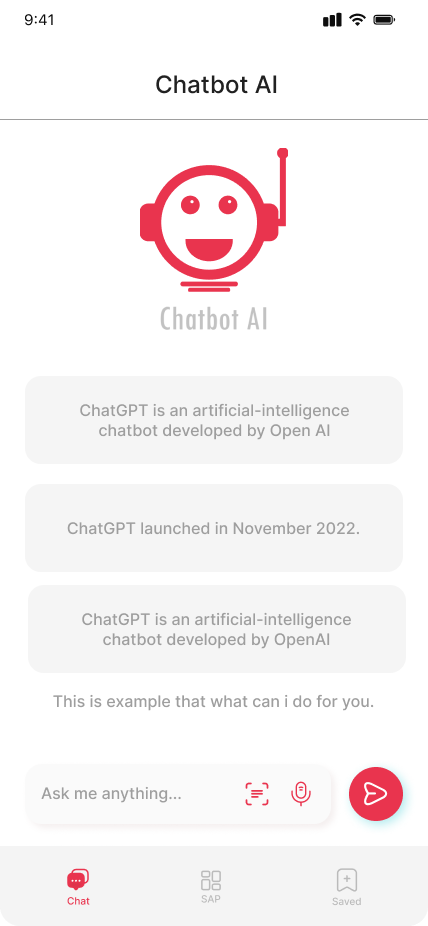 9:41
Chatbot AI
Chatbot AI
ChatGPT is an artificial-intelligence
chatbot developed by Open AI
ChatGPT launched in November 2022.
ChatGPT is an artificial-intelligence
chatbot developed by OpenAI
This is example that what can i do for you.
Ask me anything...
Chat
SAP
Saved